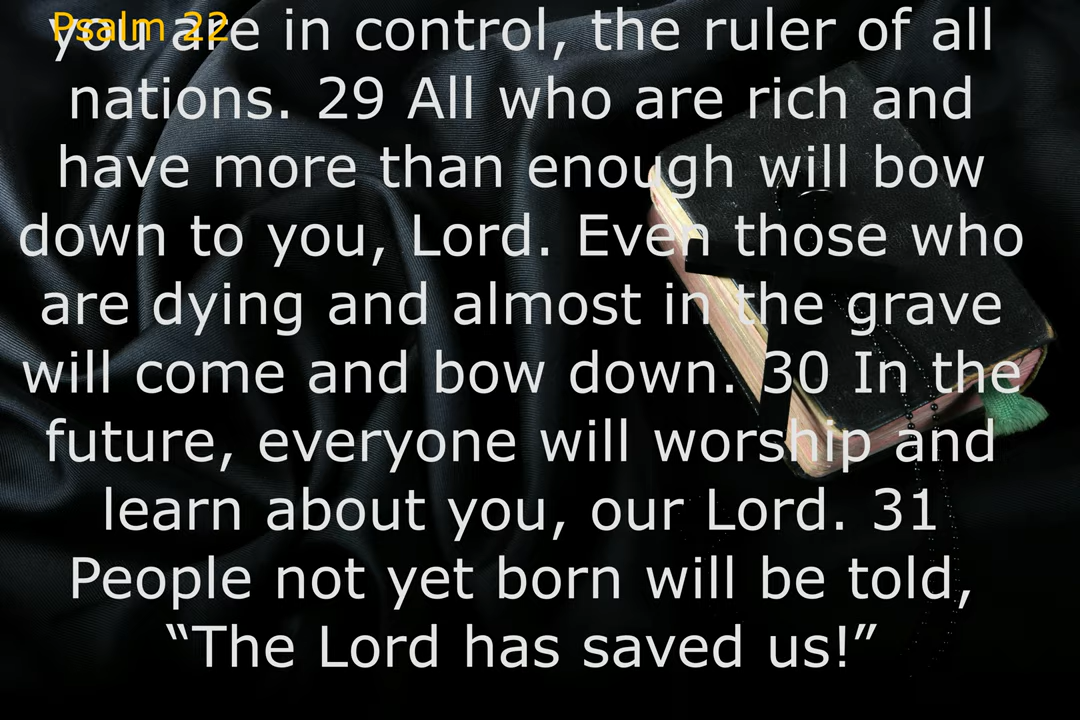 Psalm 22
you are in control, the ruler of all
nations. 29 All who are rich and
have more than enough will bow
down to you, Lord. Even those who
are dying and almost in the grave
will come and bow down. 30 In the
future, everyone will worship and
learn about you, our Lord. 31
People not yet born will be told,
“The Lord has saved us!”